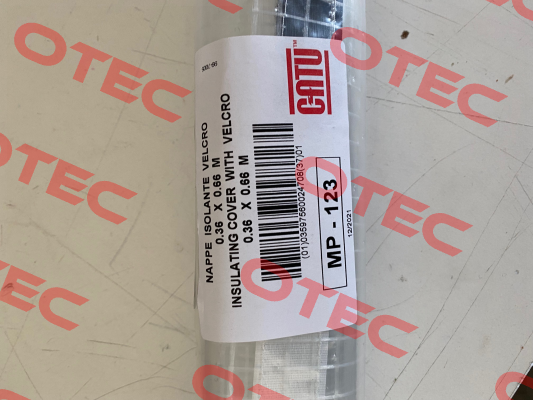 CATU™
NAPPE ISOLANTE VELCRO
0,36 X 0.66 M
INSULATING COVER WITH VELCRO
0.36 X 0.66 M
(01)03597560024708(37)01
MP - 123
12/2021
OTEC
OTEC
OTEC
OTEC
OTEC
OTEC
OTEC